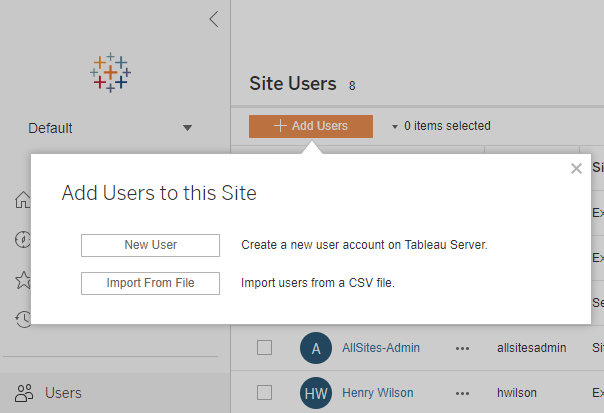 Site Users 8
Default
+ Add Users
0 items selected
Add Users to this Site
New User
Create a new user account on Tableau Server.
Import From File
Import users from a CSV file.
Si
Ex
Ex
Se
A
AllSites-Admin
allsitesadmin
Sit
Users
HW
Henry Wilson
hwilson
Ex